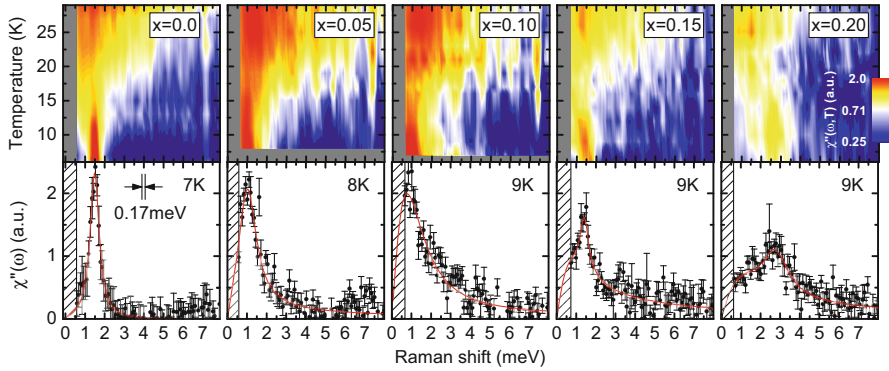 Temperature (K)
25
20
15
10
x=0.0
x=0.05
x=0.10
x=0.15
x=0.20
χ''(ω,T) (a.u.)
2.0
0.71
0.25
χ''(ω) (a.u.)
2
1
0
7K
0.17meV
8K
9K
9K
9K
0 1 2 3 4 5 6 7
0 1 2 3 4 5 6 7
0 1 2 3 4 5 6 7
0 1 2 3 4 5 6 7
0 1 2 3 4 5 6 7
Raman shift (meV)